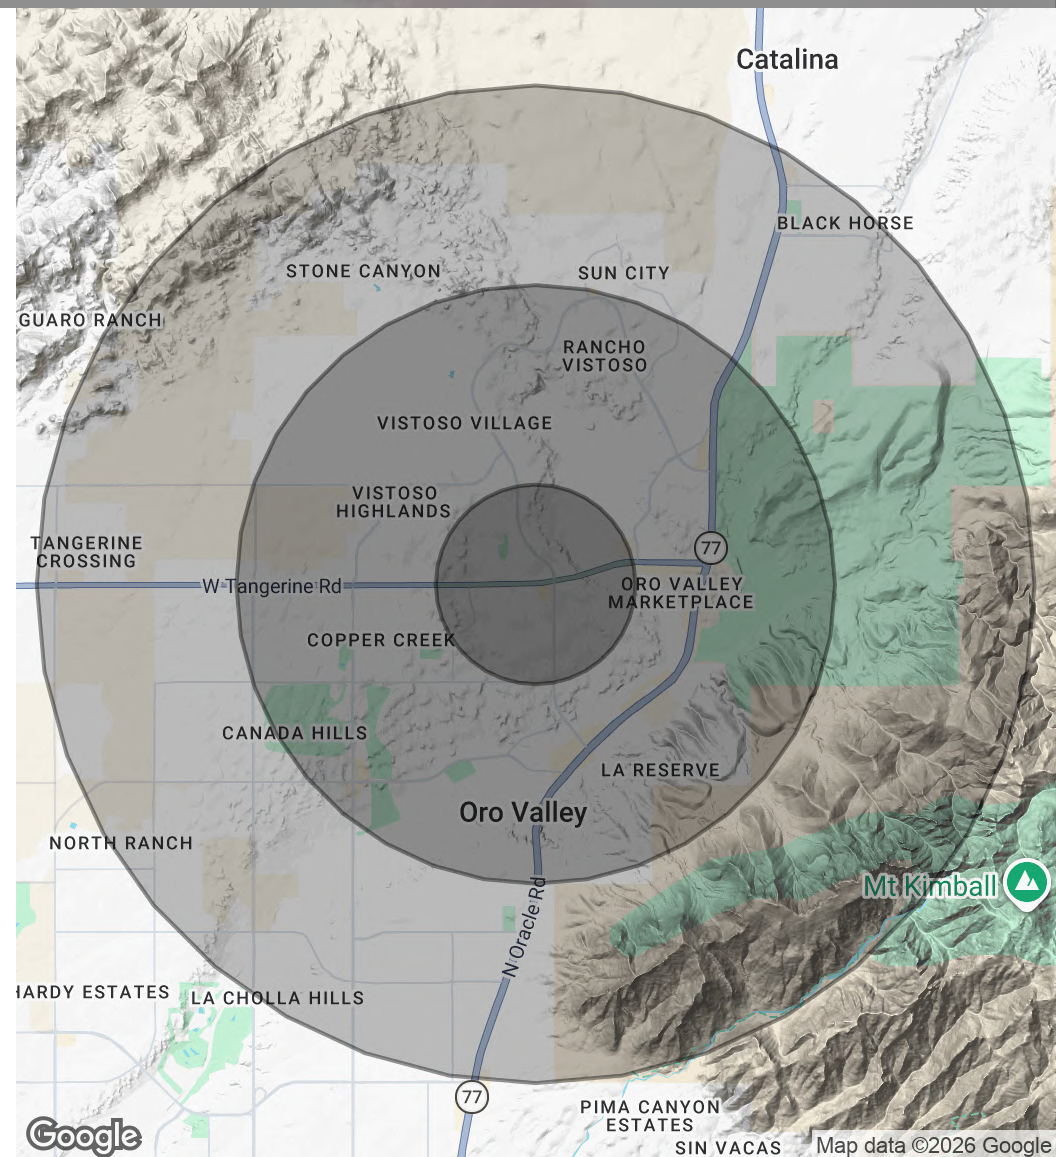 Catalina
BLACK HORSE
STONE CANYON
SUN CITY
GUARO RANCH
RANCHO
VISTOSO
VISTOSO VILLAGE
VISTOSO
HIGHLANDS
TANGERINE
CROSSING
77
W Tangerine Rd
ORO VALLEY
MARKETPLACE
COPPER CREEK
CANADA HILLS
LA RESERVE
Oro Valley
NORTH RANCH
Mt Kimball
N Oracle Rd
HARDY ESTATES
LA CHOLLA HILLS
77
PIMA CANYON
ESTATES
SIN VACAS
Google
Map data ©2026 Google